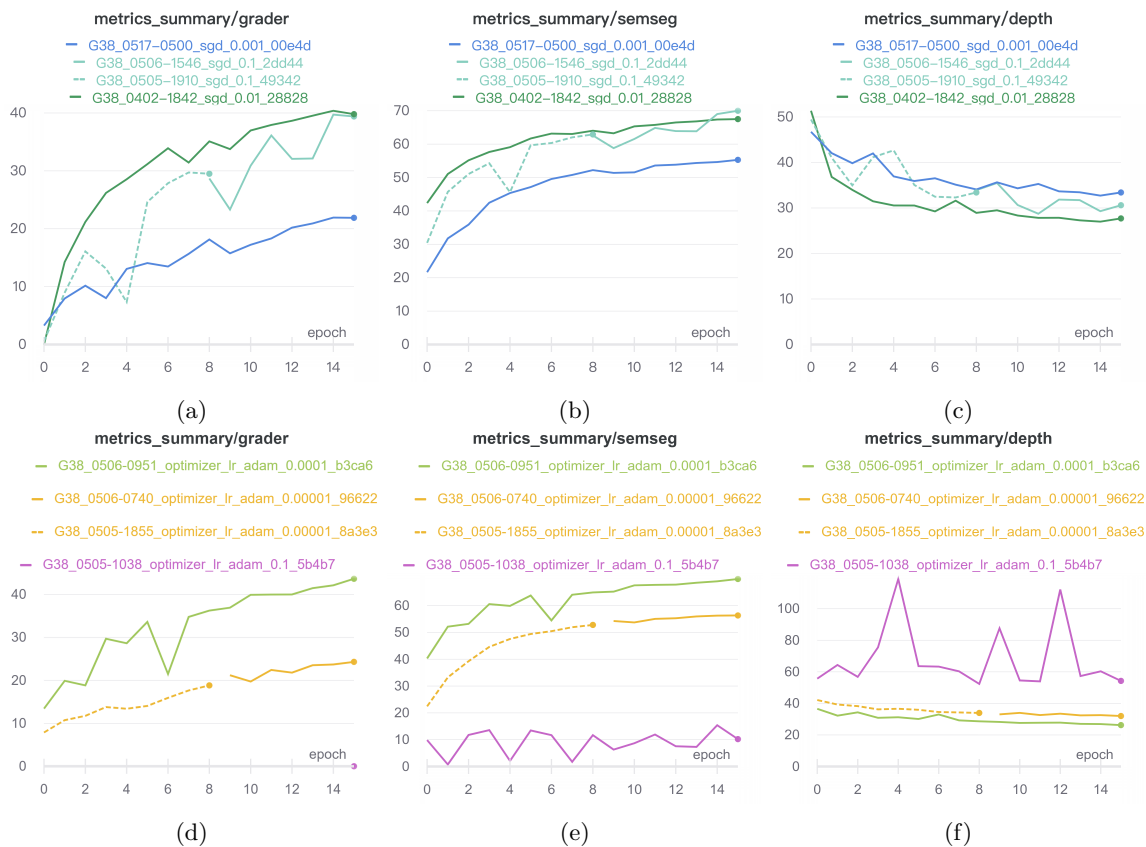 metrics_summary/grader
G38_0517-0500_sgd_0.001_00e4d
G38_0506-1546_sgd_0.1_2dd44
G38_0505-1910_sgd_0.1_49342
G38_0402-1842_sgd_0.01_28828
40
30
20
10
0
epoch
0 2 4 6 8 10 12 14
(a)
metrics_summary/semseg
G38_0517-0500_sgd_0.001_00e4d
G38_0506-1546_sgd_0.1_2dd44
G38_0505-1910_sgd_0.1_49342
G38_0402-1842_sgd_0.01_28828
70
60
50
40
30
20
10
0
epoch
0 2 4 6 8 10 12 14
(b)
metrics_summary/depth
G38_0517-0500_sgd_0.001_00e4d
G38_0506-1546_sgd_0.1_2dd44
G38_0505-1910_sgd_0.1_49342
G38_0402-1842_sgd_0.01_28828
50
40
30
20
10
0
epoch
0 2 4 6 8 10 12 14
(c)
metrics_summary/grader
G38_0506-0951_optimizer_lr_adam_0.0001_b3ca6
G38_0506-0740_optimizer_lr_adam_0.00001_96622
G38_0505-1855_optimizer_lr_adam_0.00001_8a3e3
G38_0505-1038_optimizer_lr_adam_0.1_5b4b7
40
30
20
10
0
epoch
0 2 4 6 8 10 12 14
(d)
metrics_summary/semseg
G38_0506-0951_optimizer_lr_adam_0.0001_b3ca6
G38_0506-0740_optimizer_lr_adam_0.00001_96622
G38_0505-1855_optimizer_lr_adam_0.00001_8a3e3
G38_0505-1038_optimizer_lr_adam_0.1_5b4b7
60
50
40
30
20
10
0
epoch
0 2 4 6 8 10 12 14
(e)
metrics_summary/depth
G38_0506-0951_optimizer_lr_adam_0.0001_b3ca6
G38_0506-0740_optimizer_lr_adam_0.00001_96622
G38_0505-1855_optimizer_lr_adam_0.00001_8a3e3
G38_0505-1038_optimizer_lr_adam_0.1_5b4b7
100
80
60
40
20
0
epoch
0 2 4 6 8 10 12 14
(f)